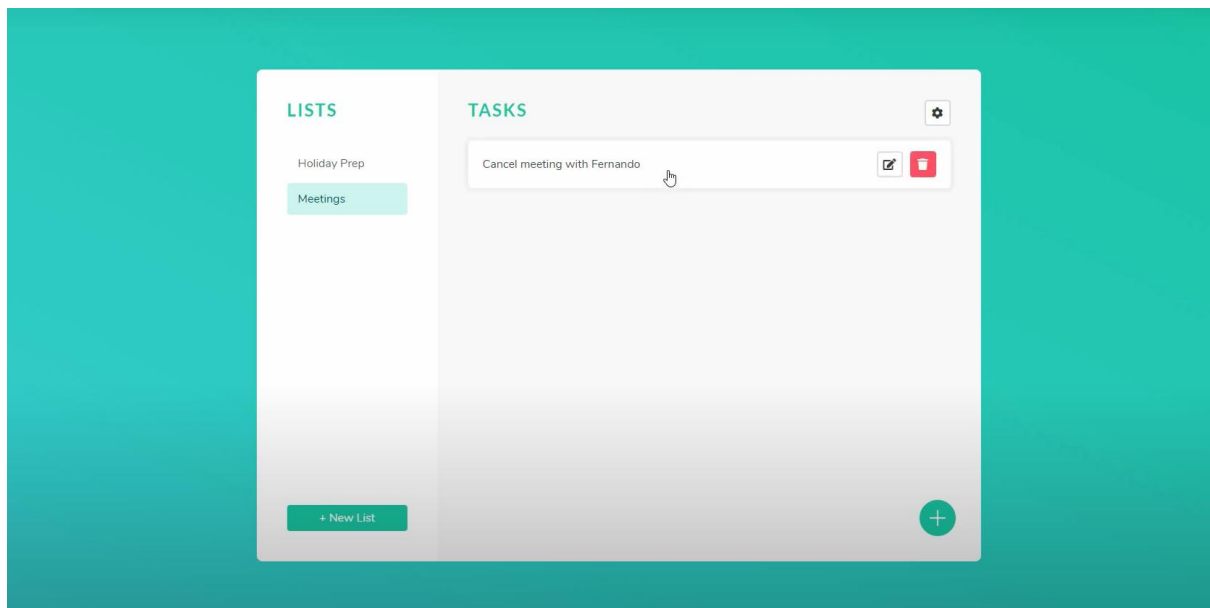 LISTS
Holiday Prep
Meetings
+ New List
TASKS
Cancel meeting with Fernando